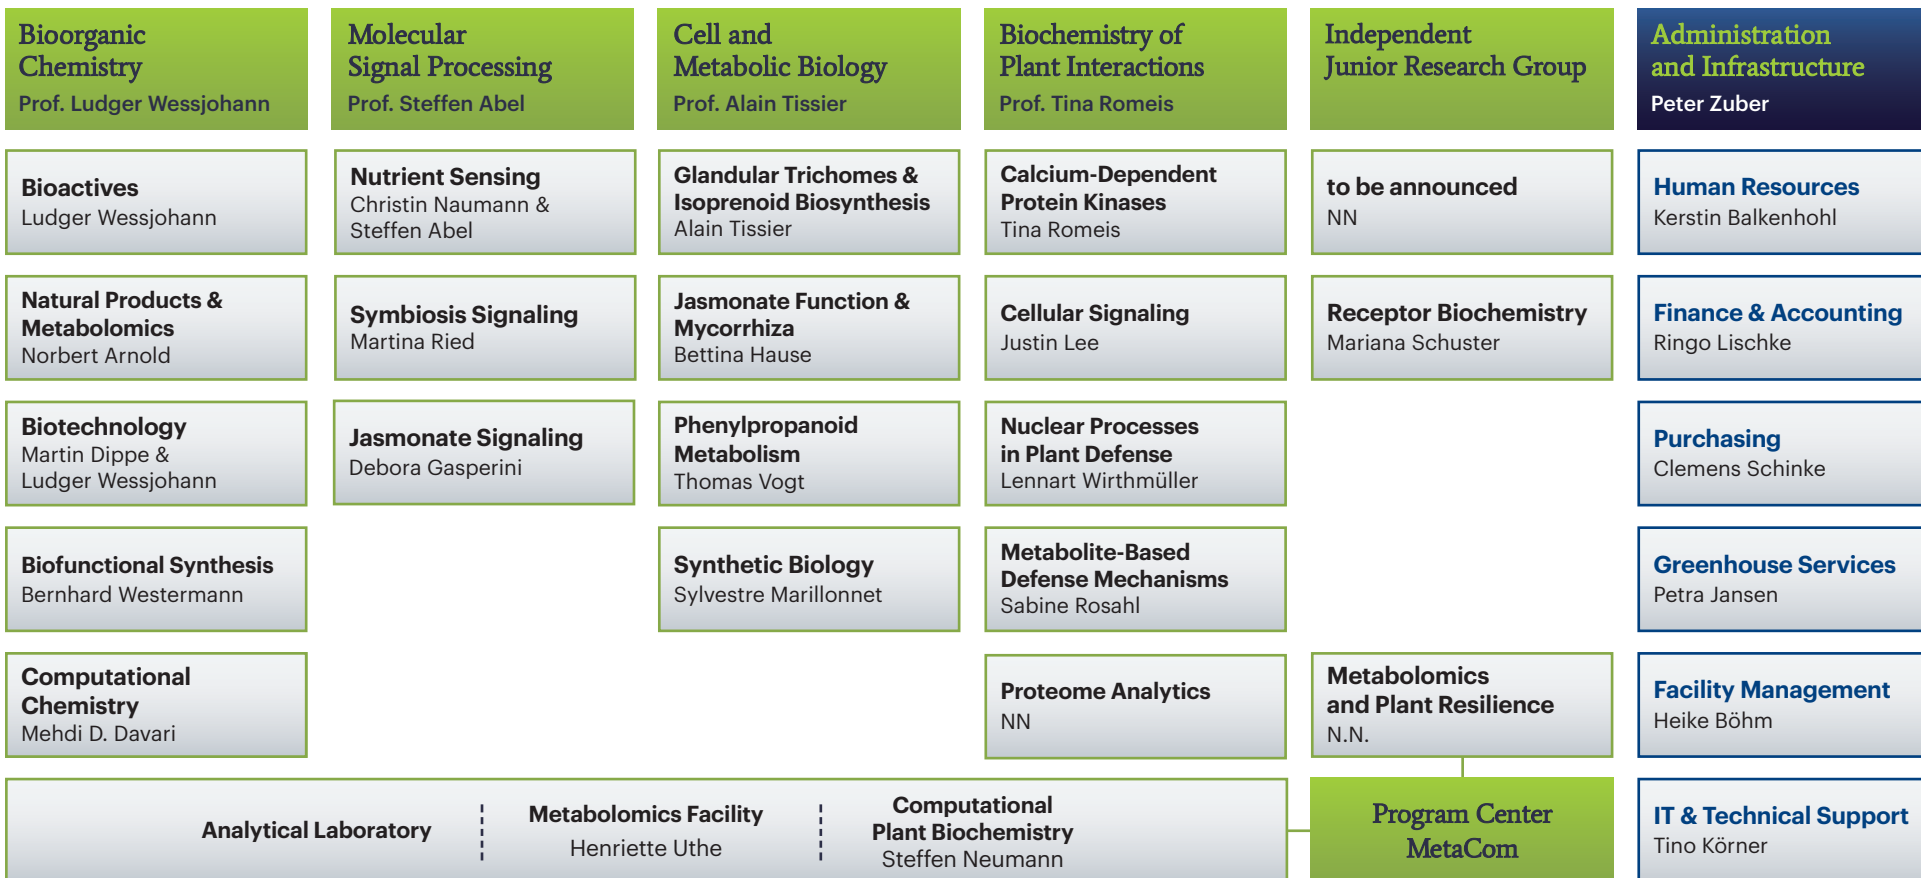 Bioorganic
Chemistry
Prof. Ludger Wessjohann
Bioactives
Ludger Wessjohann
Natural Products &
Metabolomics
Norbert Arnold
Biotechnology
Martin Dippe &
Ludger Wessjohann
Biofunctional Synthesis
Bernhard Westermann
Computational
Chemistry
Mehdi D. Davari
Molecular
Signal Processing
Prof. Steffen Abel
Nutrient Sensing
Christin Naumann &
Steffen Abel
Symbiosis Signaling
Martina Ried
Jasmonate Signaling
Debora Gasperini
Cell and
Metabolic Biology
Prof. Alain Tissier
Glandular Trichomes &
Isoprenoid Biosynthesis
Alain Tissier
Jasmonate Function &
Mycorrhiza
Bettina Hause
Phenylpropanoid
Metabolism
Thomas Vogt
Synthetic Biology
Sylvestre Marillonnet
Biochemistry of
Plant Interactions
Prof. Tina Romeis
Calcium-Dependent
Protein Kinases
Tina Romeis
Cellular Signaling
Justin Lee
Nuclear Processes
in Plant Defense
Lennart Wirthmüller
Metabolite-Based
Defense Mechanisms
Sabine Rosahl
Proteome Analytics
NN
Independent
Junior Research Group
to be announced
NN
Receptor Biochemistry
Mariana Schuster
Metabolomics
and Plant Resilience
N.N.
Program Center
MetaCom
Analytical Laboratory
Metabolomics Facility
Henriette Uthe
Computational
Plant Biochemistry
Steffen Neumann
Administration
and Infrastructure
Peter Zuber
Human Resources
Kerstin Balkenhohl
Finance & Accounting
Ringo Lischke
Purchasing
Clemens Schinke
Greenhouse Services
Petra Jansen
Facility Management
Heike Böhm
IT & Technical Support
Tino Körner